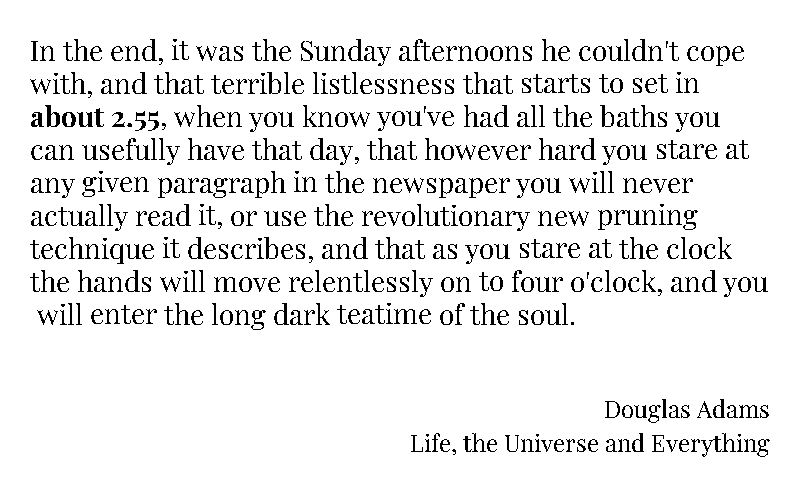 In the end, it was the Sunday afternoons he couldn't cope
with, and that terrible listlessness that starts to set in
about 2.55, when you know you've had all the baths you
can usefully have that day, that however hard you stare at
any given paragraph in the newspaper you will never
actually read it, or use the revolutionary new pruning
technique it describes, and that as you stare at the clock
the hands will move relentlessly on to four o'clock, and you
will enter the long dark teatime of the soul.
Douglas Adams
Life, the Universe and Everything